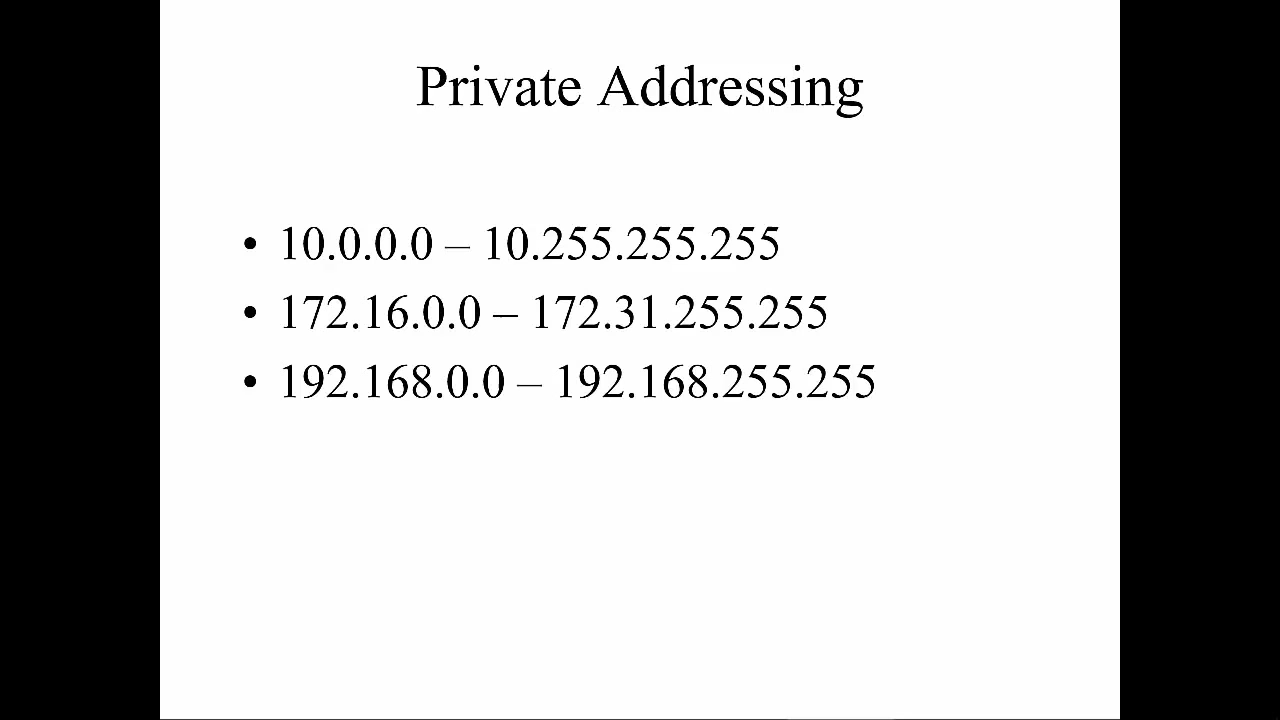 Private Addressing
• 10.0.0.0 – 10.255.255.255
• 172.16.0.0 – 172.31.255.255
• 192.168.0.0 – 192.168.255.255